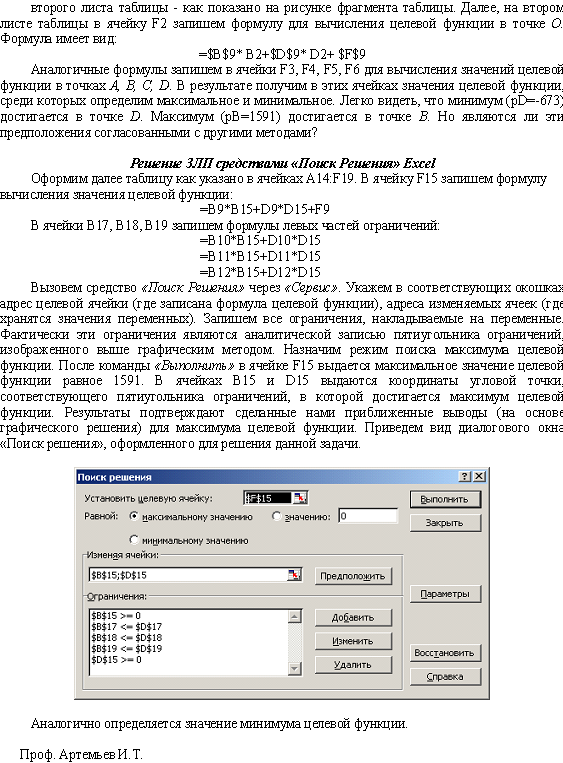 второго листа таблицы - как показано на рисунке фрагмента таблицы. Далее, на втором
листе таблицы в ячейку F2 запишем формулу для вычисления целевой функции в точке O.
Формула имеет вид:
=$B$9* B2+$D$9* D2+ $F$9
Аналогичные формулы запишем в ячейки F3, F4, F5, F6 для вычисления значений целевой
функции в точках A, B, C, D. В результате получим в этих ячейках значения целевой функции,
среди которых определим максимальное и минимальное. Легко видеть, что минимум (pD=-673)
достигается в точке D. Максимум (pB=1591) достигается в точке B. Но являются ли эти
предположения согласованными с другими методами?
Решение ЗЛП средствами «Поиск Решения» Excel
Оформим далее таблицу как указано в ячейках A14:F19. В ячейку F15 запишем формулу
вычисления значения целевой функции:
=B9*B15+D9*D15+F9
В ячейки B17, B18, B19 запишем формулы левых частей ограничений:
=B10*B15+D10*D15
=B11*B15+D11*D15
=B12*B15+D12*D15
Вызовем средство «Поиск Решения» через «Сервис». Укажем в соответствующих окошках
адрес целевой ячейки (где записана формула целевой функции), адреса изменяемых ячеек (где
хранятся значения переменных). Запишем все ограничения, накладываемые на переменные.
Фактически эти ограничения являются аналитической записью пятиугольника ограничений,
изображенного выше графическим методом. Назначим режим поиска максимума целевой
функции. После команды «Выполнить» в ячейке F15 выдается максимальное значение целевой
функции равное 1591. В ячейках B15 и D15 выдаются координаты угловой точки,
соответствующего пятиугольника ограничений, в которой достигается максимум целевой
функции. Результаты подтверждают сделанные нами приближенные выводы (на основе
графического решения) для максимума целевой функции. Приведем вид диалогового окна
«Поиск решения», оформленного для решения данной задачи.
Поиск решения
Установить целевую ячейку: $F$15 Выполнить
Равной: максимальному значению значению: 0 Закрыть
минимальному значению
Изменяя ячейки:
$B$15;$D$15 Предположить
Параметры
Ограничения:
$B$15 >= 0 Добавить
$B$17 <= $D$17
$B$18 <= $D$18 Изменить
$B$19 <= $D$19 Восстановить
$D$15 >= 0 Удалить
Справка
Аналогично определяется значение минимума целевой функции.
Проф. Артемьев И. Т.